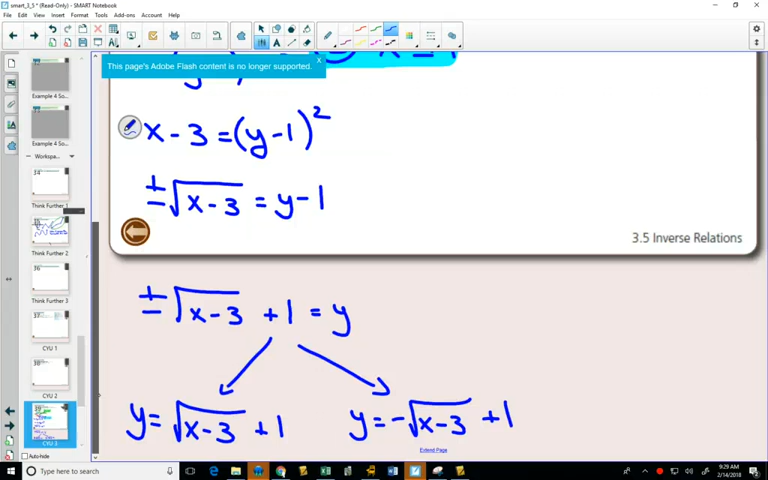 smart_3_5 * (Read-Only) - SMART Notebook
File Edit View Insert Format Tools Add-ons Account Help
This page's Adobe Flash content is no longer supported. x
x - 3 = (y - 1)²
± √(x - 3) = y - 1
3.5 Inverse Relations
± √(x - 3) + 1 = y
y = √(x - 3) + 1
y = - √(x - 3) + 1
Extend Page
Example 4 So...
Example 4 So...
Workspa...
34
Think Further 1
Think Further 2
36
Think Further 3
37
CYU 1
38
CYU 2
39
CYU 3
Auto-hide
Type here to search
9:29 AM
2/14/2018